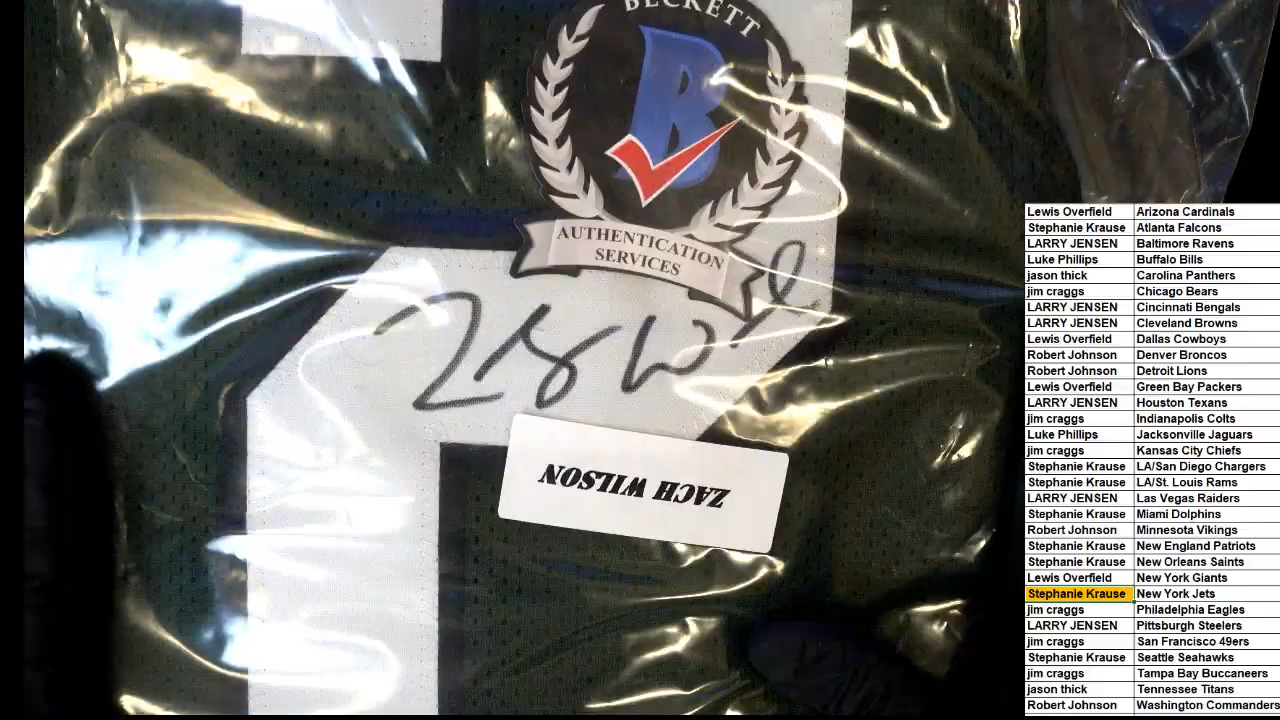 BECKETT
B
AUTHENTICATION
SERVICES
ZACH WILSON
Lewis Overfield Arizona Cardinals
Stephanie Krause Atlanta Falcons
LARRY JENSEN Baltimore Ravens
Luke Phillips Buffalo Bills
jason thick Carolina Panthers
jim craggs Chicago Bears
LARRY JENSEN Cincinnati Bengals
LARRY JENSEN Cleveland Browns
Lewis Overfield Dallas Cowboys
Robert Johnson Denver Broncos
Robert Johnson Detroit Lions
Lewis Overfield Green Bay Packers
LARRY JENSEN Houston Texans
jim craggs Indianapolis Colts
Luke Phillips Jacksonville Jaguars
jim craggs Kansas City Chiefs
Stephanie Krause LA/San Diego Chargers
Stephanie Krause LA/St. Louis Rams
LARRY JENSEN Las Vegas Raiders
Stephanie Krause Miami Dolphins
Robert Johnson Minnesota Vikings
Stephanie Krause New England Patriots
Stephanie Krause New Orleans Saints
Lewis Overfield New York Giants
Stephanie Krause New York Jets
jim craggs Philadelphia Eagles
LARRY JENSEN Pittsburgh Steelers
jim craggs San Francisco 49ers
Stephanie Krause Seattle Seahawks
jim craggs Tampa Bay Buccaneers
jason thick Tennessee Titans
Robert Johnson Washington Commanders